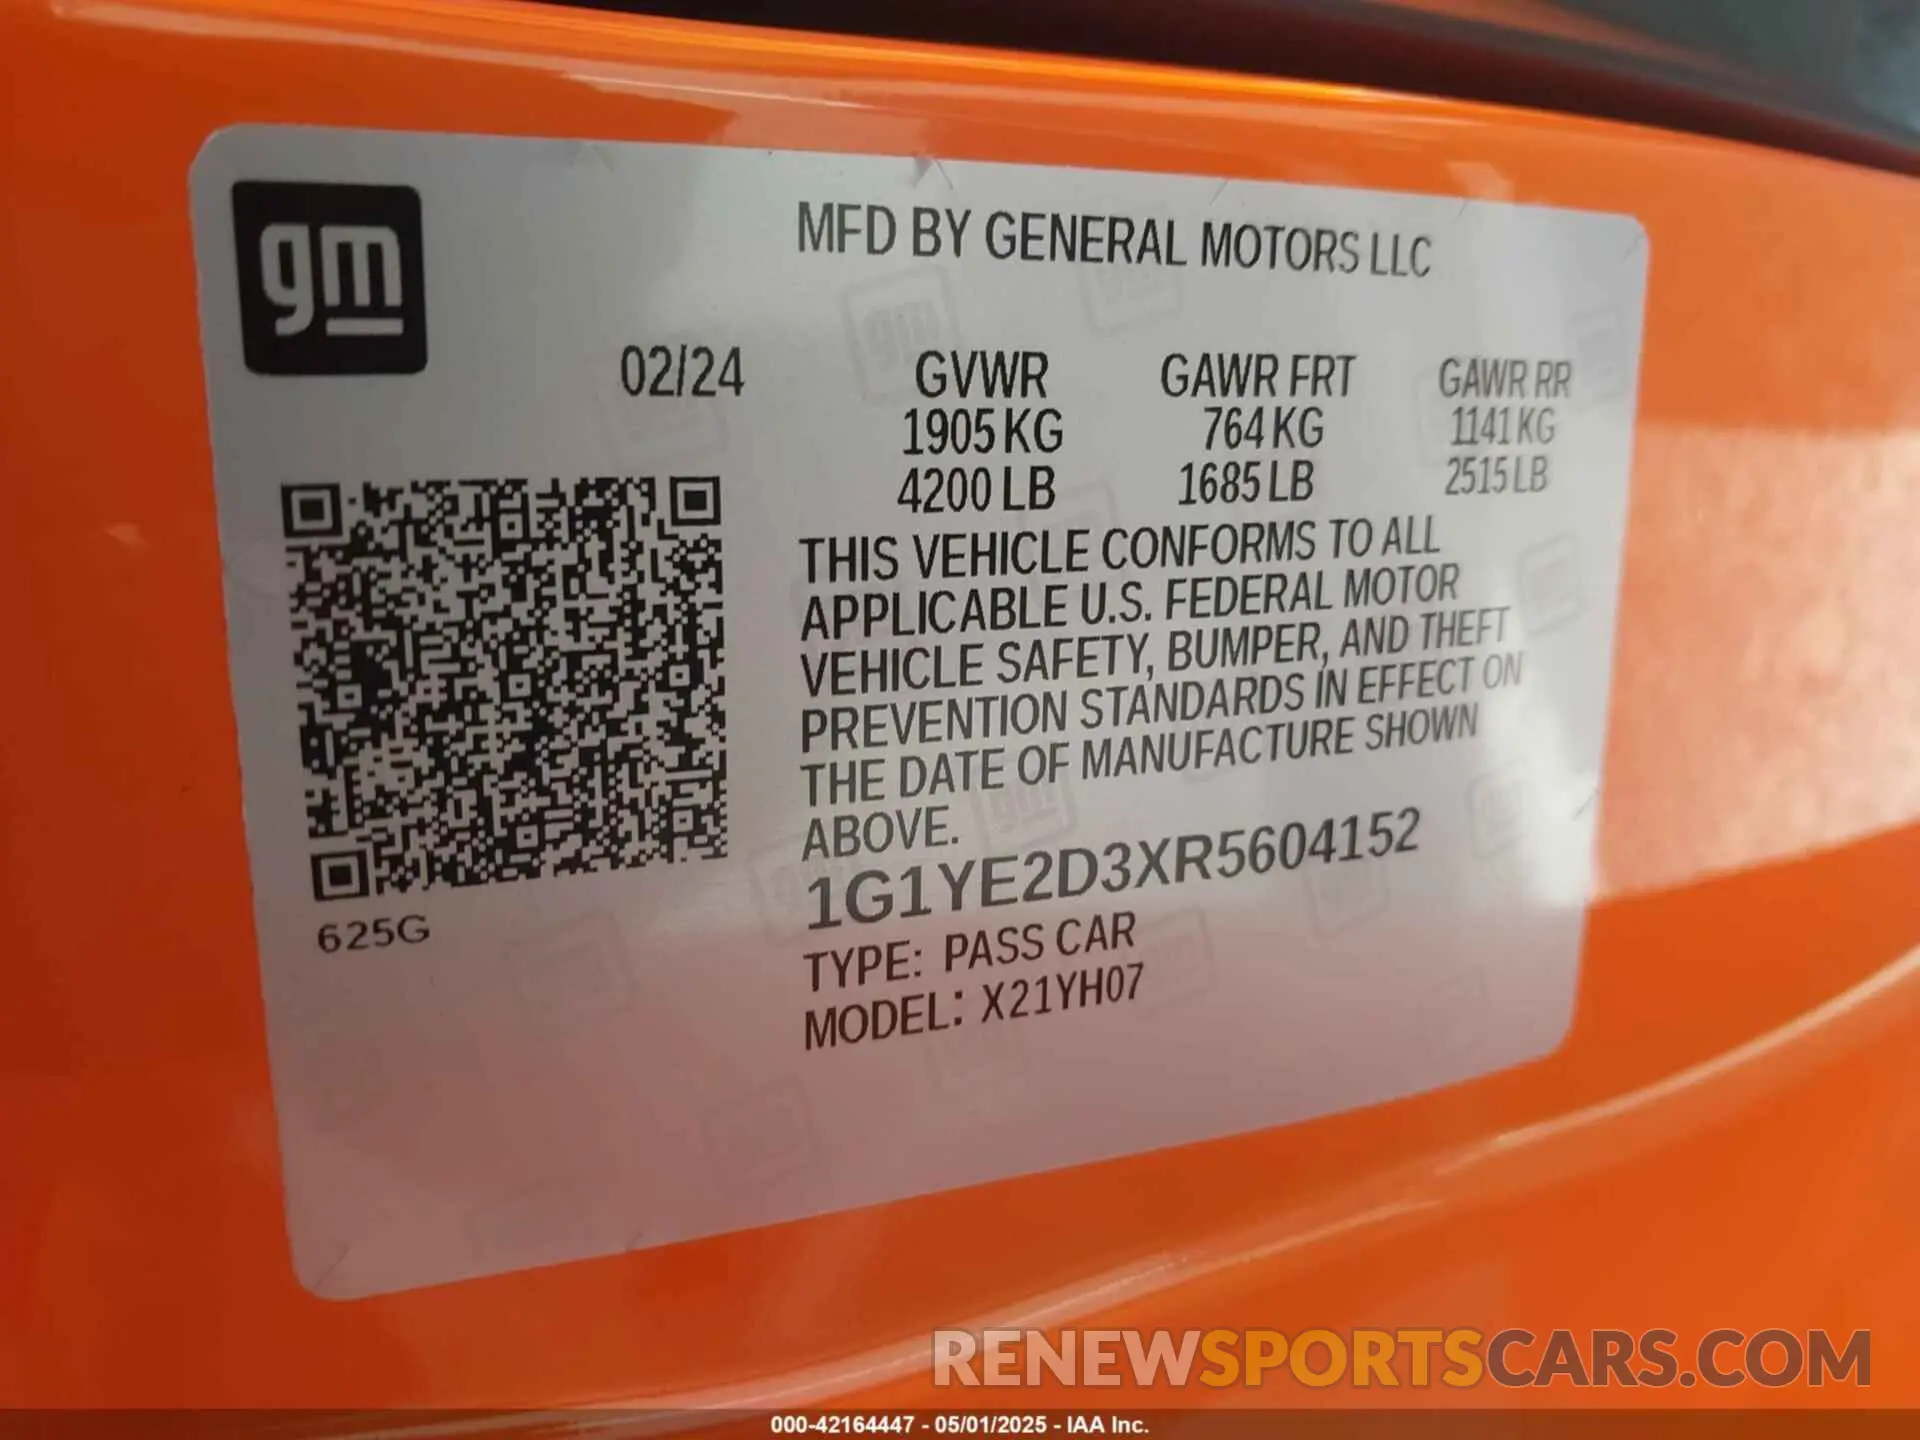 gm
MFD BY GENERAL MOTORS LLC
02/24 GVWR GAWR FRT GAWR RR
1905 KG 764 KG 1141 KG
4200 LB 1685 LB 2515 LB
THIS VEHICLE CONFORMS TO ALL
APPLICABLE U.S. FEDERAL MOTOR
VEHICLE SAFETY, BUMPER, AND THEFT
PREVENTION STANDARDS IN EFFECT ON
THE DATE OF MANUFACTURE SHOWN
ABOVE.
1G1YE2D3XR5604152
625G
TYPE: PASS CAR
MODEL: X21YH07
RENEWSPORTSCARS.COM
000-42164447 - 05/01/2025 - IAA Inc.